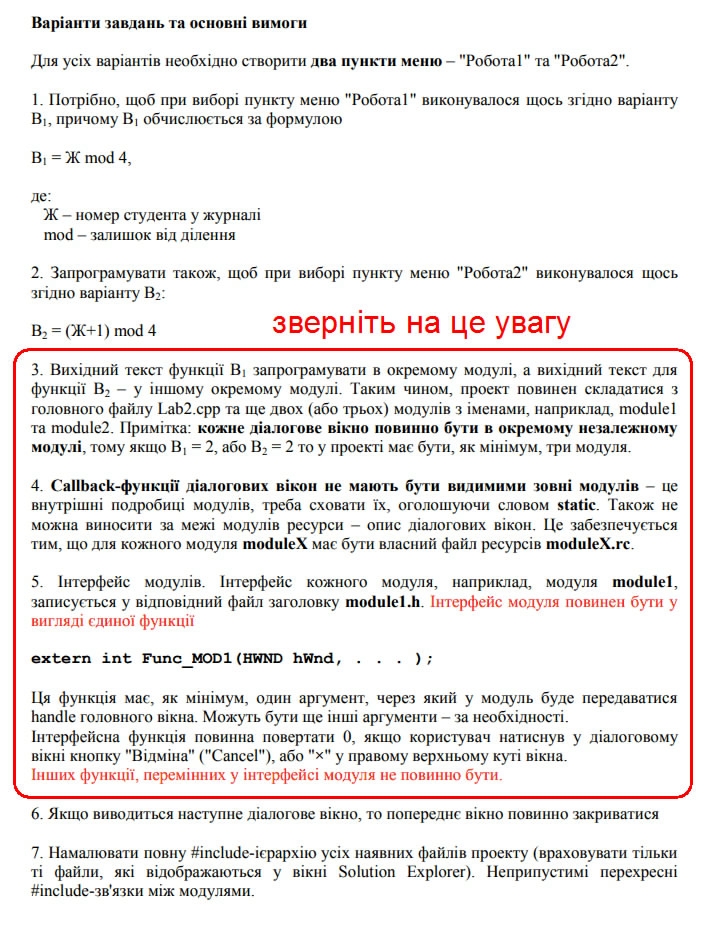 Варіанти завдань та основні вимоги
Для усіх варіантів необхідно створити два пункти меню – "Робота1" та "Робота2".
1. Потрібно, щоб при виборі пункту меню "Робота1" виконувалося щось згідно варіанту
В₁, причому В₁ обчислюється за формулою
В₁ = Ж mod 4,
де:
Ж – номер студента у журналі
mod – залишок від ділення
2. Запрограмувати також, щоб при виборі пункту меню "Робота2" виконувалося щось
згідно варіанту В₂:
В₂ = (Ж+1) mod 4
зверніть на це увагу
3. Вихідний текст функції В₁ запрограмувати в окремому модулі, а вихідний текст для
функції В₂ – у іншому окремому модулі. Таким чином, проект повинен складатися з
головного файлу Lab2.cpp та ще двох (або трьох) модулів з іменами, наприклад, module1
та module2. Примітка: кожне діалогове вікно повинно бути в окремому незалежному
модулі, тому якщо В₁ = 2, або В₂ = 2 то у проекті має бути, як мінімум, три модуля.
4. Callback-функції діалогових вікон не мають бути видимими зовні модулів – це
внутрішні подробиці модулів, треба сховати їх, оголошуючи словом static. Також не
можна виносити за межі модулів ресурси – опис діалогових вікон. Це забезпечується
тим, що для кожного модуля moduleX має бути власний файл ресурсів moduleX.rc.
5. Інтерфейс модулів. Інтерфейс кожного модуля, наприклад, модуля module1,
записується у відповідний файл заголовку module1.h. Інтерфейс модуля повинен бути у
вигляді єдиної функції
extern int Func_MOD1(HWND hWnd, . . . );
Ця функція має, як мінімум, один аргумент, через який у модуль буде передаватися
handle головного вікна. Можуть бути ще інші аргументи – за необхідності.
Інтерфейсна функція повинна повертати 0, якщо користувач натиснув у діалоговому
вікні кнопку "Відміна" ("Cancel"), або "×" у правому верхньому куті вікна.
Інших функції, перемінних у інтерфейсі модуля не повинно бути.
6. Якщо виводиться наступне діалогове вікно, то попереднє вікно повинно закриватися
7. Намалювати повну #include-ієрархію усіх наявних файлів проекту (враховувати тільки
ті файли, які відображаються у вікні Solution Explorer). Неприпустимі перехресні
#include-зв'язки між модулями.